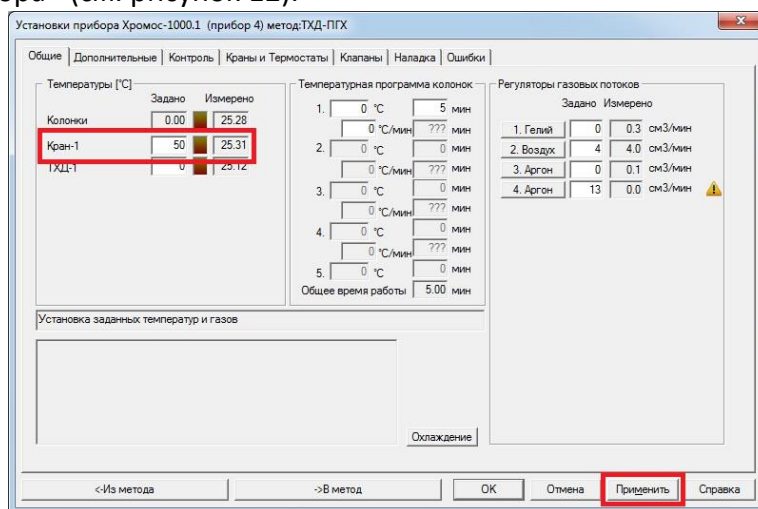 (см. рисунок 22).
Установки прибора Хромос-1000.1 (прибор 4) метод:ТХД-ПГХ
Общие Дополнительные Контроль Краны и Термостаты Клапаны Наладка Ошибки
Температуры [°C]
Задано Измерено
Колонки 0.00 25.28
Кран-1 50 25.31
ТХД-1 0 25.12
Температурная программа колонок
1. 0 °C 5 мин
0 °C/мин ??? мин
2. 0 °C 0 мин
0 °C/мин ??? мин
3. 0 °C 0 мин
0 °C/мин ??? мин
4. 0 °C 0 мин
0 °C/мин ??? мин
5. 0 °C 0 мин
Общее время работы 5.00 мин
Регуляторы газовых потоков
Задано Измерено
1. Гелий 0 0.3 см3/мин
2. Воздух 4 4.0 см3/мин
3. Аргон 0 0.1 см3/мин
4. Аргон 13 0.0 см3/мин
Установка заданных температур и газов
Охлаждение
<-Из метода ->В метод OK Отмена Применить Справка